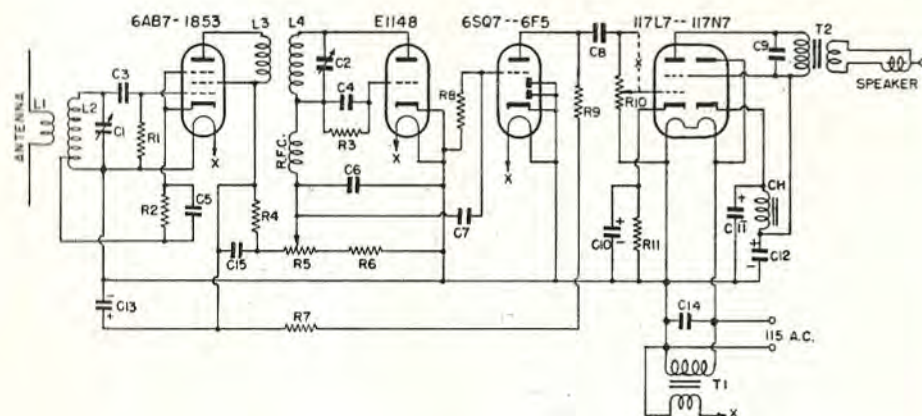 6AB7-1853
L3
L4
E1148
6SQ7--6F5
117L7--117N7
T2
C8
C9
C2
C3
C4
SPEAKER
L1
L2
ANTENNA
C1
R1
R8
R9
R10
X
R3
R.F.C.
X
X
X
C6
C5
R2
R4
C7
CH
C10
R11
C11
C12
C15
R5
R6
C13
R7
C14
115 A.C.
T1
X